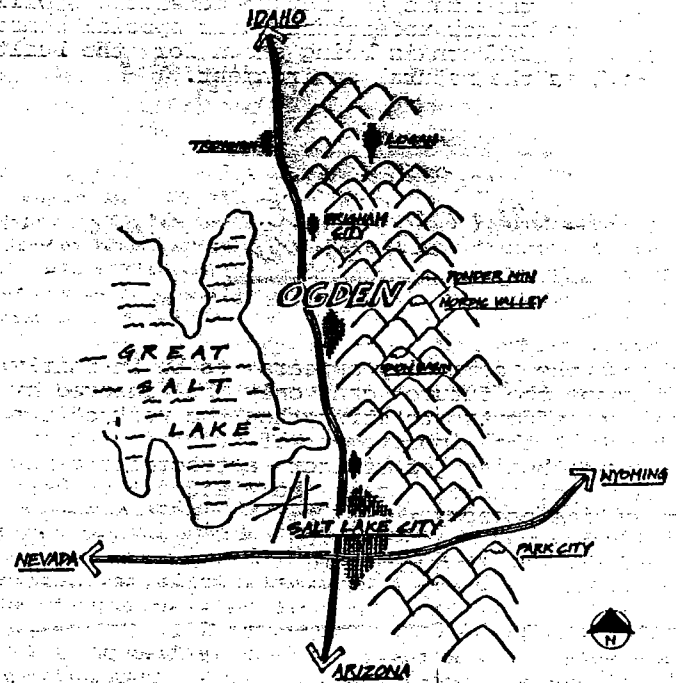 IDAHO
LOGAN
BRIGHAM
CITY
OGDEN
POWDER MTN
NORDIC VALLEY
GREAT
SALT
LAKE
WYOMING
SALT LAKE CITY
PARK CITY
NEVADA
N
ARIZONA